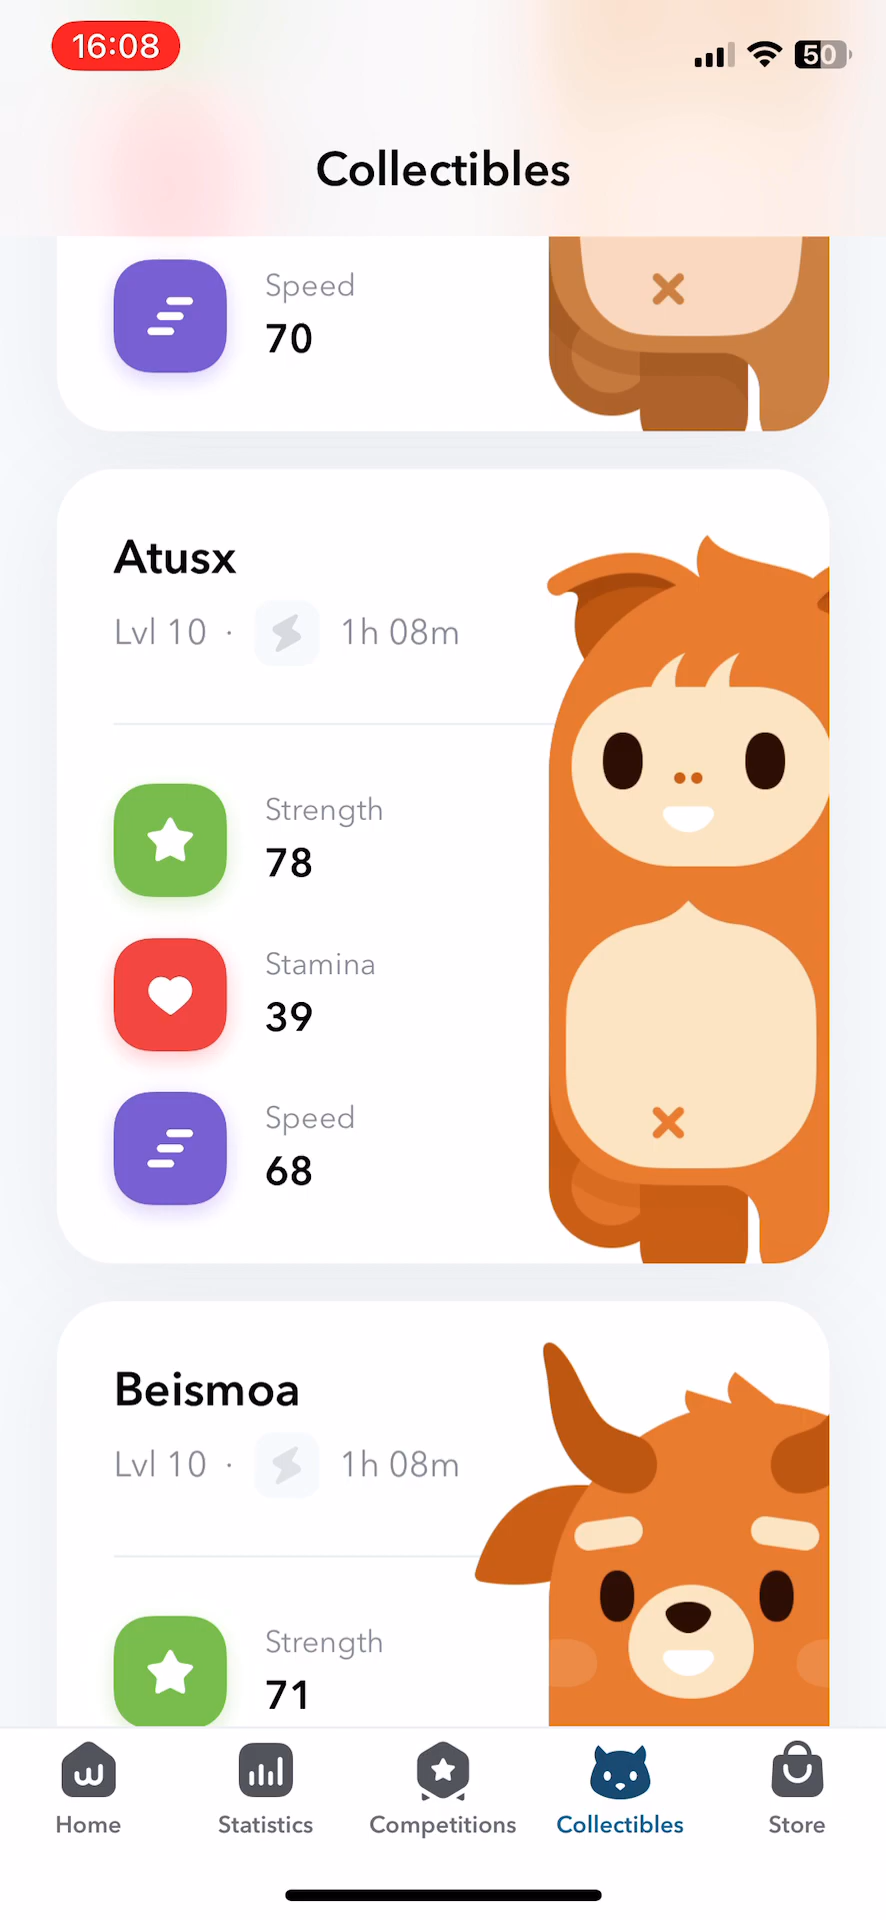 16:08
50
Collectibles
Speed
70
Atusx
Lvl 10 · 1h 08m
Strength
78
Stamina
39
Speed
68
Beismoa
Lvl 10 · 1h 08m
Strength
71
Home Statistics Competitions Collectibles Store